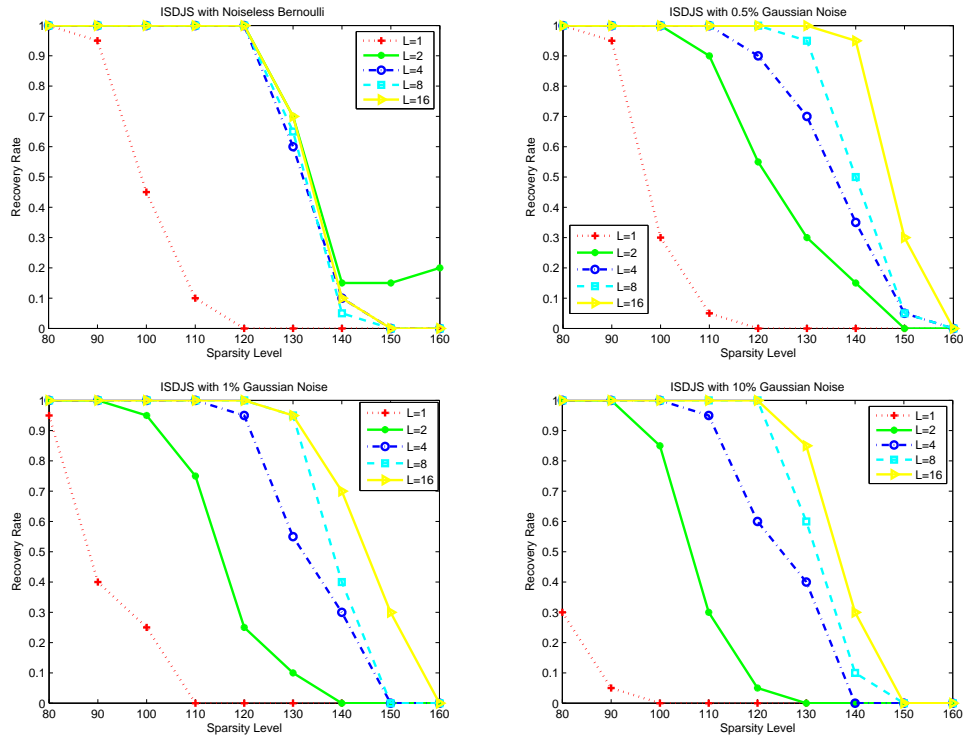 ISDJS with Noiseless Bernoulli
1
0.9
0.8
0.7
0.6
0.5
0.4
0.3
0.2
0.1
0
Recovery Rate
80 90 100 110 120 130 140 150 160
Sparsity Level
L=1
L=2
L=4
L=8
L=16
ISDJS with 0.5% Gaussian Noise
1
0.9
0.8
0.7
0.6
0.5
0.4
0.3
0.2
0.1
0
Recovery Rate
80 90 100 110 120 130 140 150 160
Sparsity Level
L=1
L=2
L=4
L=8
L=16
ISDJS with 1% Gaussian Noise
1
0.9
0.8
0.7
0.6
0.5
0.4
0.3
0.2
0.1
0
Recovery Rate
80 90 100 110 120 130 140 150 160
Sparsity Level
L=1
L=2
L=4
L=8
L=16
ISDJS with 10% Gaussian Noise
1
0.9
0.8
0.7
0.6
0.5
0.4
0.3
0.2
0.1
0
Recovery Rate
80 90 100 110 120 130 140 150 160
Sparsity Level
L=1
L=2
L=4
L=8
L=16